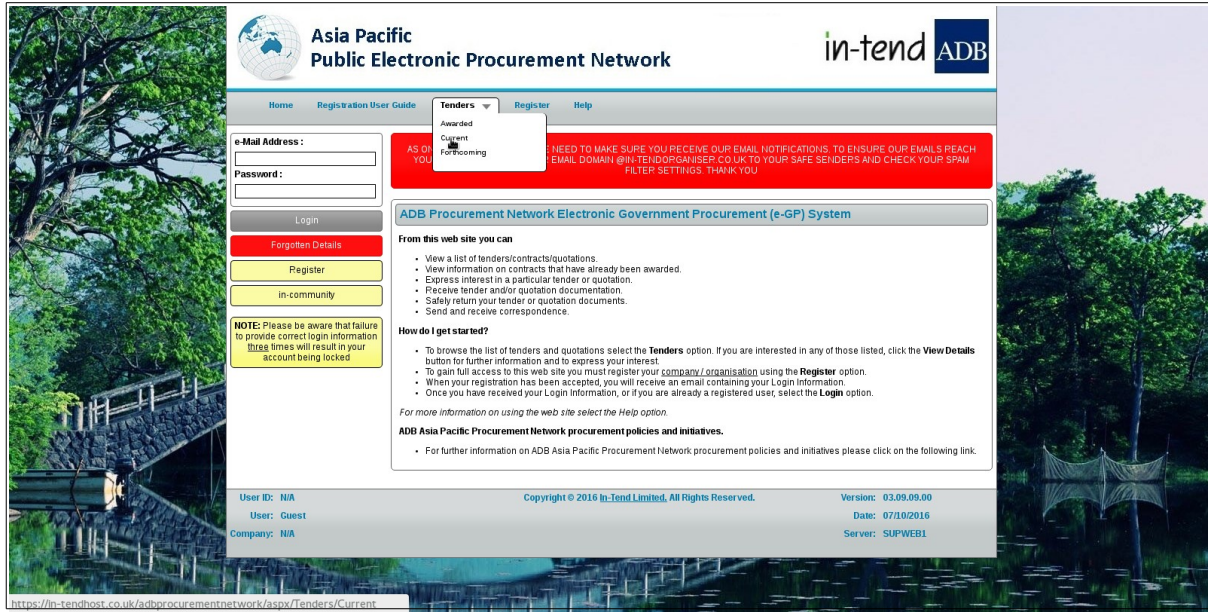 Asia Pacific
Public Electronic Procurement Network
in-tend ADB
Home Registration User Guide Tenders Register Help
Awarded
Current
Forthcoming
e-Mail Address :
Password :
Login
Forgotten Details
Register
in-community
NOTE: Please be aware that failure
to provide correct login information
three times will result in your
account being locked
AS ON NEED TO MAKE SURE YOU RECEIVE OUR EMAIL NOTIFICATIONS. TO ENSURE OUR EMAILS REACH
YOU EMAIL DOMAIN @IN-TENDORGANISER.CO.UK TO YOUR SAFE SENDERS AND CHECK YOUR SPAM
FILTER SETTINGS. THANK YOU
ADB Procurement Network Electronic Government Procurement (e-GP) System
From this web site you can
• View a list of tenders/contracts/quotations.
• View information on contracts that have already been awarded.
• Express interest in a particular tender or quotation.
• Receive tender and/or quotation documentation.
• Safely return your tender or quotation documents.
• Send and receive correspondence.
How do I get started?
• To browse the list of tenders and quotations select the Tenders option. If you are interested in any of those listed, click the View Details
button for further information and to express your interest.
• To gain full access to this web site you must register your company / organisation using the Register option.
• When your registration has been accepted, you will receive an email containing your Login Information.
• Once you have received your Login Information, or if you are already a registered user, select the Login option.
For more information on using the web site select the Help option.
ADB Asia Pacific Procurement Network procurement policies and initiatives.
• For further information on ADB Asia Pacific Procurement Network procurement policies and initiatives please click on the following link.
User ID: N/A Copyright © 2016 In-Tend Limited. All Rights Reserved. Version: 03.09.09.00
User: Guest Date: 07/10/2016
Company: N/A Server: SUPWEB1
https://in-tendhost.co.uk/adbprocurementnetwork/aspx/Tenders/Current